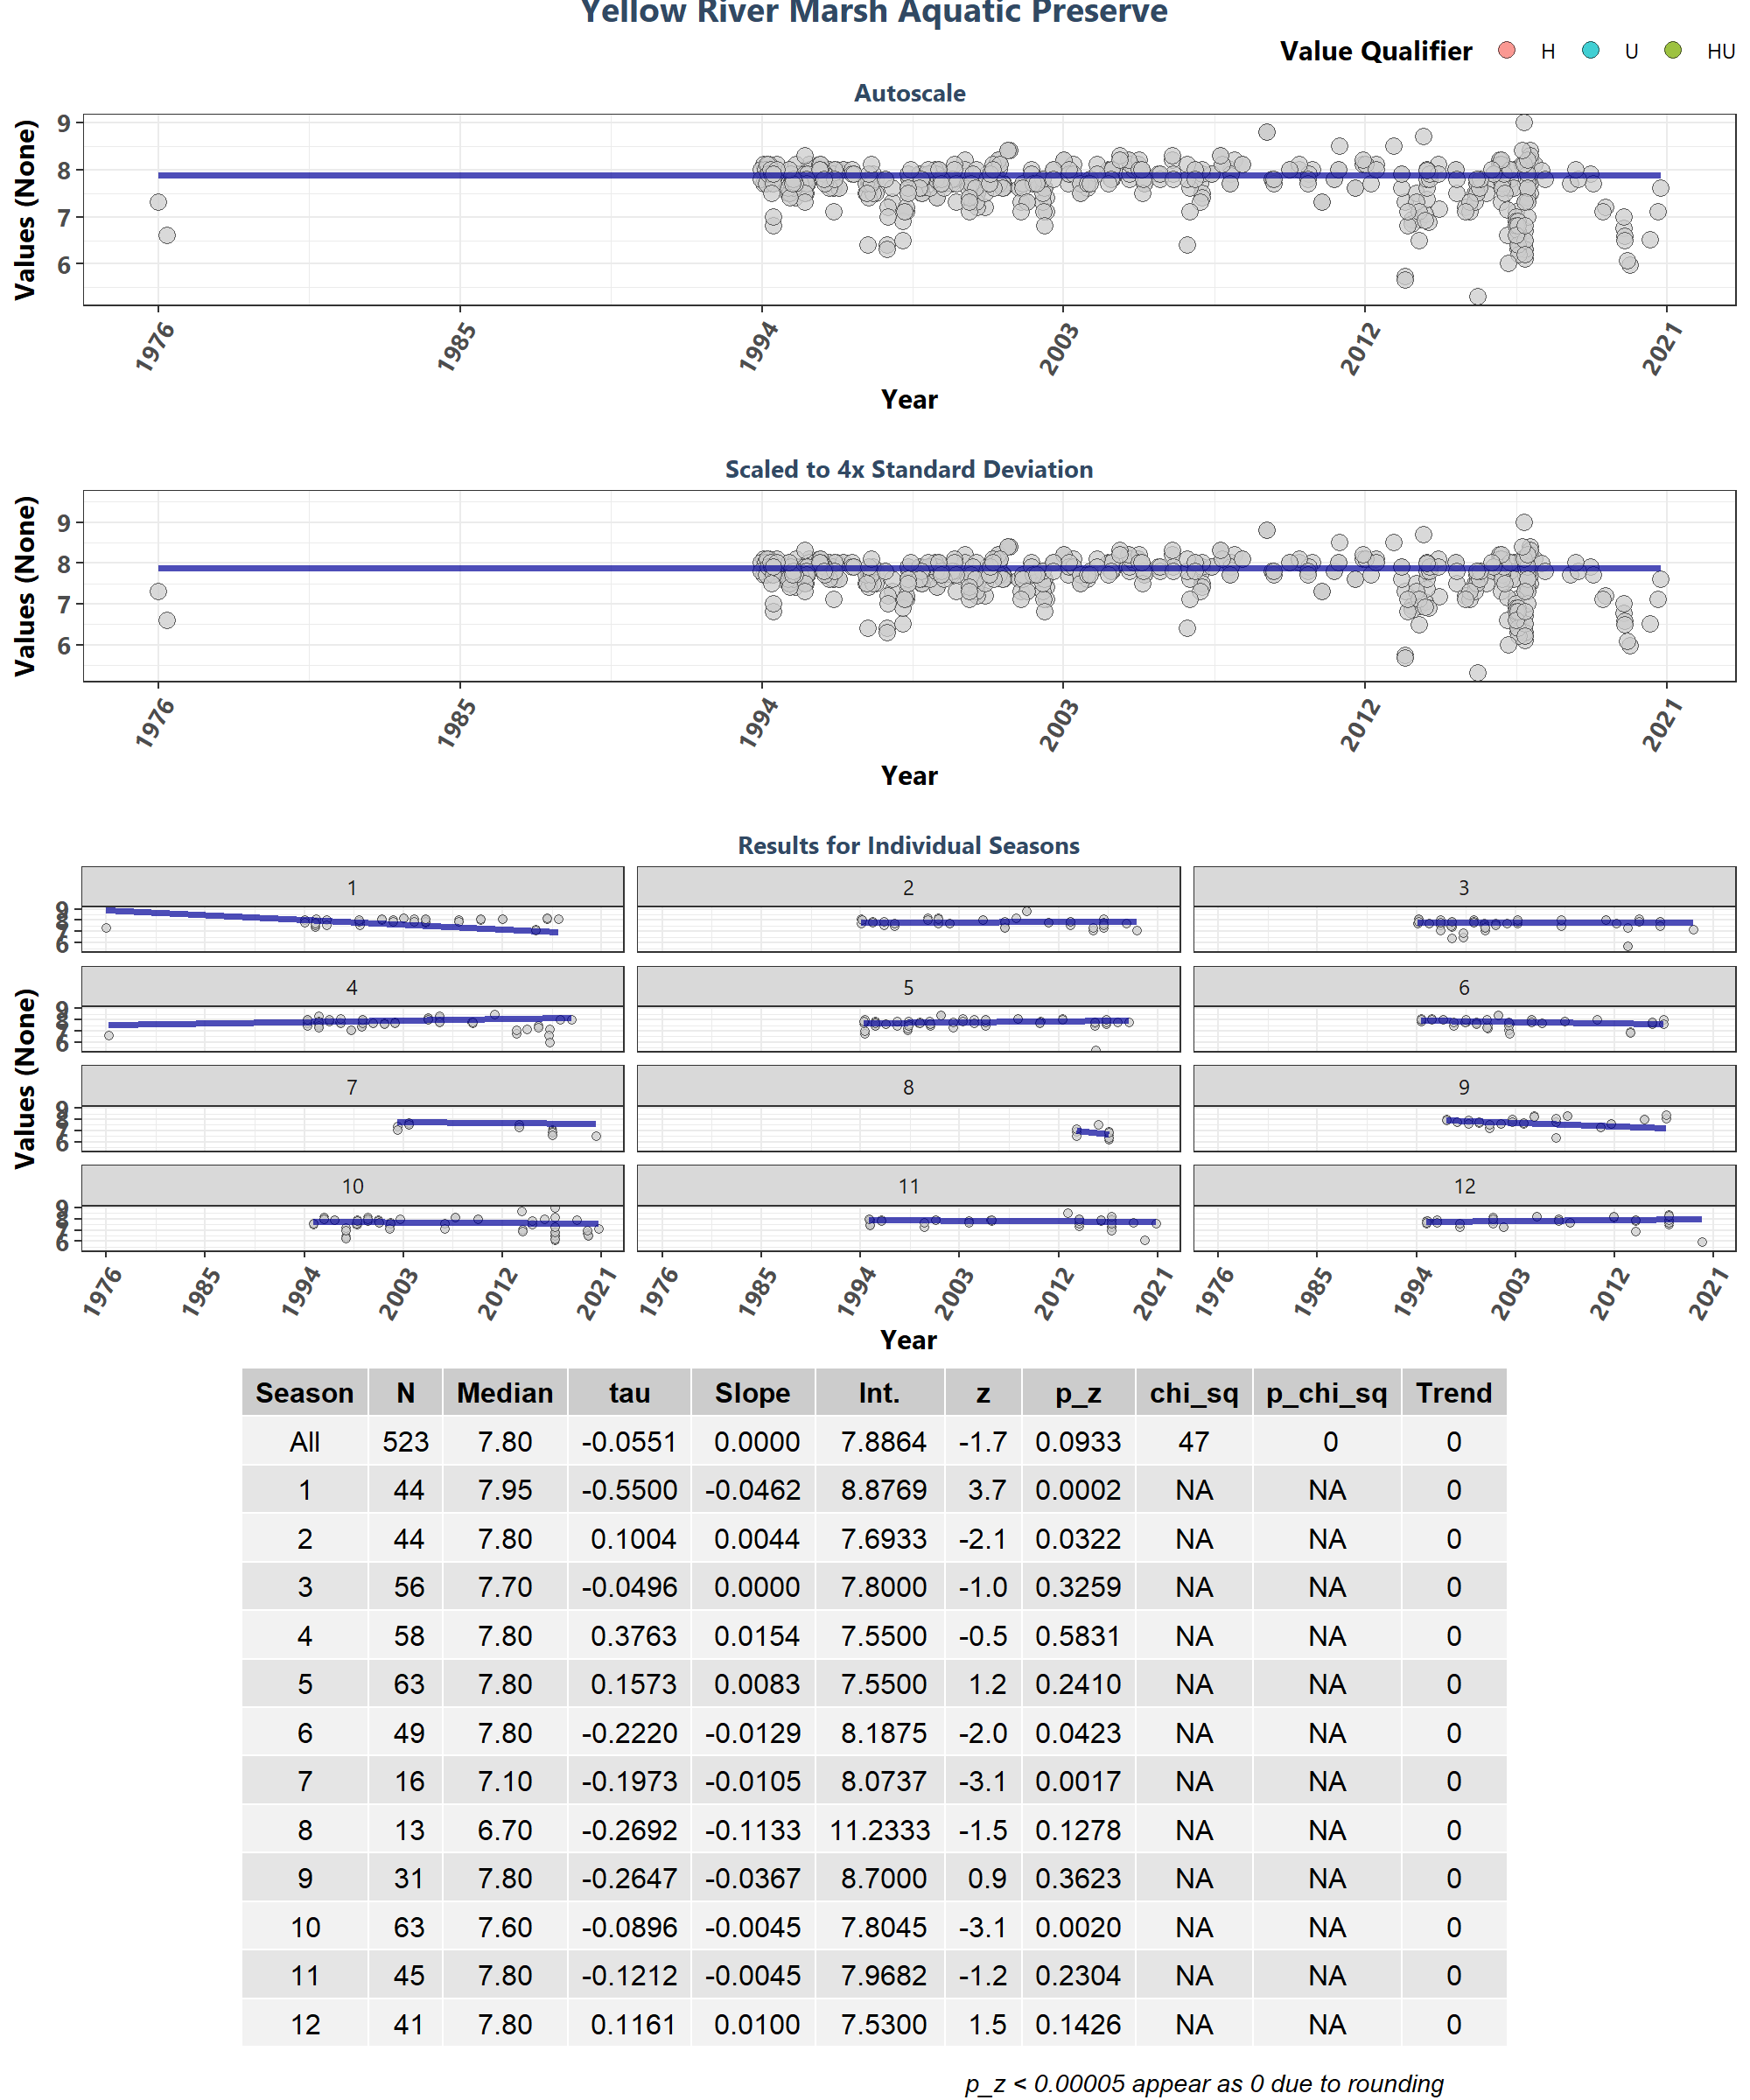 Yellow River Marsh Aquatic Preserve
Value Qualifier H U HU
Autoscale
Values (None)
9
8
7
6
1976 1985 1994 2003 2012 2021
Year
Scaled to 4x Standard Deviation
Values (None)
9
8
7
6
1976 1985 1994 2003 2012 2021
Year
Results for Individual Seasons
Values (None)
1 2 3
9
8
7
6
4 5 6
9
8
7
6
7 8 9
9
8
7
6
10 11 12
9
8
7
6
1976 1985 1994 2003 2012 2021 1976 1985 1994 2003 2012 2021 1976 1985 1994 2003 2012 2021
Year
Season N Median tau Slope Int. z p_z chi_sq p_chi_sq Trend
All 523 7.80 -0.0551 0.0000 7.8864 -1.7 0.0933 47 0 0
1 44 7.95 -0.5500 -0.0462 8.8769 3.7 0.0002 NA NA 0
2 44 7.80 0.1004 0.0044 7.6933 -2.1 0.0322 NA NA 0
3 56 7.70 -0.0496 0.0000 7.8000 -1.0 0.3259 NA NA 0
4 58 7.80 0.3763 0.0154 7.5500 -0.5 0.5831 NA NA 0
5 63 7.80 0.1573 0.0083 7.5500 1.2 0.2410 NA NA 0
6 49 7.80 -0.2220 -0.0129 8.1875 -2.0 0.0423 NA NA 0
7 16 7.10 -0.1973 -0.0105 8.0737 -3.1 0.0017 NA NA 0
8 13 6.70 -0.2692 -0.1133 11.2333 -1.5 0.1278 NA NA 0
9 31 7.80 -0.2647 -0.0367 8.7000 0.9 0.3623 NA NA 0
10 63 7.60 -0.0896 -0.0045 7.8045 -3.1 0.0020 NA NA 0
11 45 7.80 -0.1212 -0.0045 7.9682 -1.2 0.2304 NA NA 0
12 41 7.80 0.1161 0.0100 7.5300 1.5 0.1426 NA NA 0
p_z < 0.00005 appear as 0 due to rounding